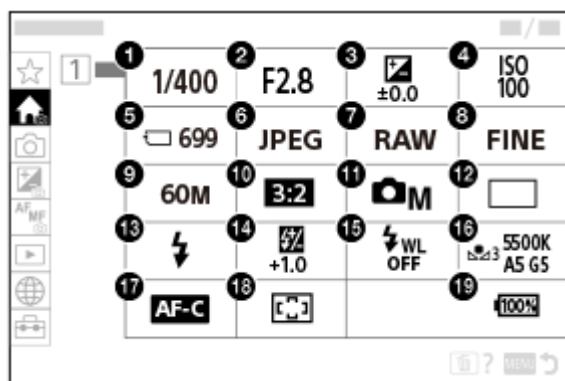 1
1 1/400
2 F2.8
3 ±0.0
4 ISO 100
5 699
6 JPEG
7 RAW
8 FINE
9 60M
10 3:2
11 M
12
13
14 +1.0
15 WL OFF
16 3 5500K A5 G5
17 AF-C
18
19 100%
AF MF
? MENU